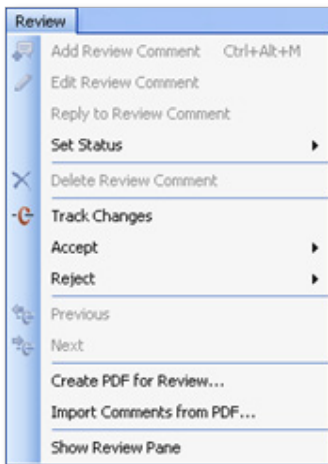 Review
Add Review Comment Ctrl+Alt+M
Edit Review Comment
Reply to Review Comment
Set Status
Delete Review Comment
Track Changes
Accept
Reject
Previous
Next
Create PDF for Review...
Import Comments from PDF...
Show Review Pane